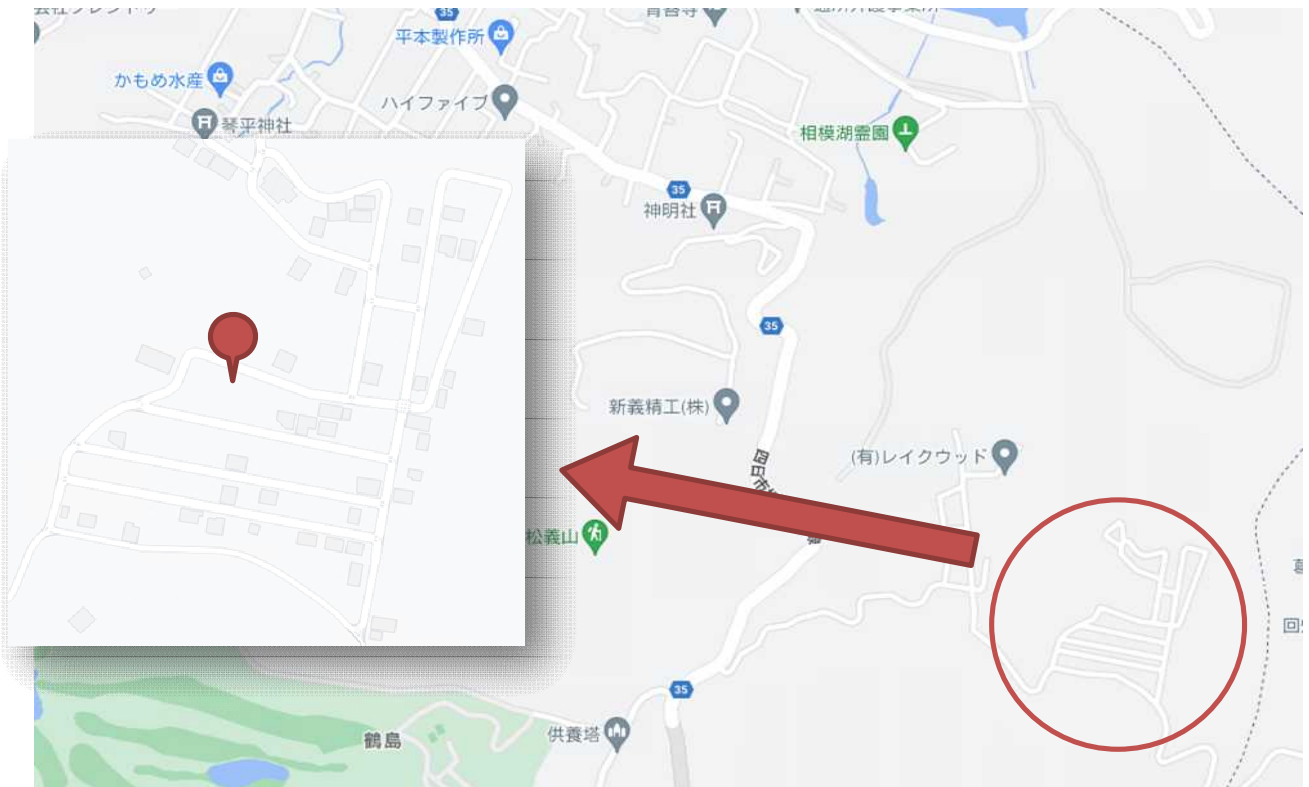 35
平本製作所
かもめ水産
ハイファイブ
琴平神社
相模湖霊園
35
神明社
35
新義精工(株)
(有)レイクウッド
松義山
35
鶴島
供養塔